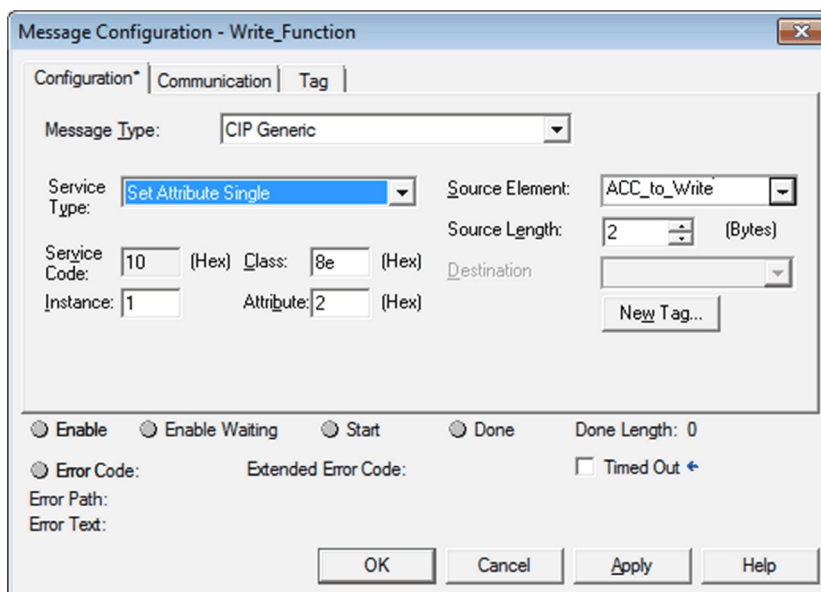 Message Configuration - Write_Function
Configuration* Communication Tag
Message Type: CIP Generic
Service Type: Set Attribute Single Source Element: ACC_to_Write
Source Length: 2 (Bytes)
Service Code: 10 (Hex) Class: 8e (Hex) Destination
Instance: 1 Attribute: 2 (Hex) New Tag...
Enable Enable Waiting Start Done Done Length: 0
Error Code: Extended Error Code: Timed Out
Error Path:
Error Text:
OK Cancel Apply Help